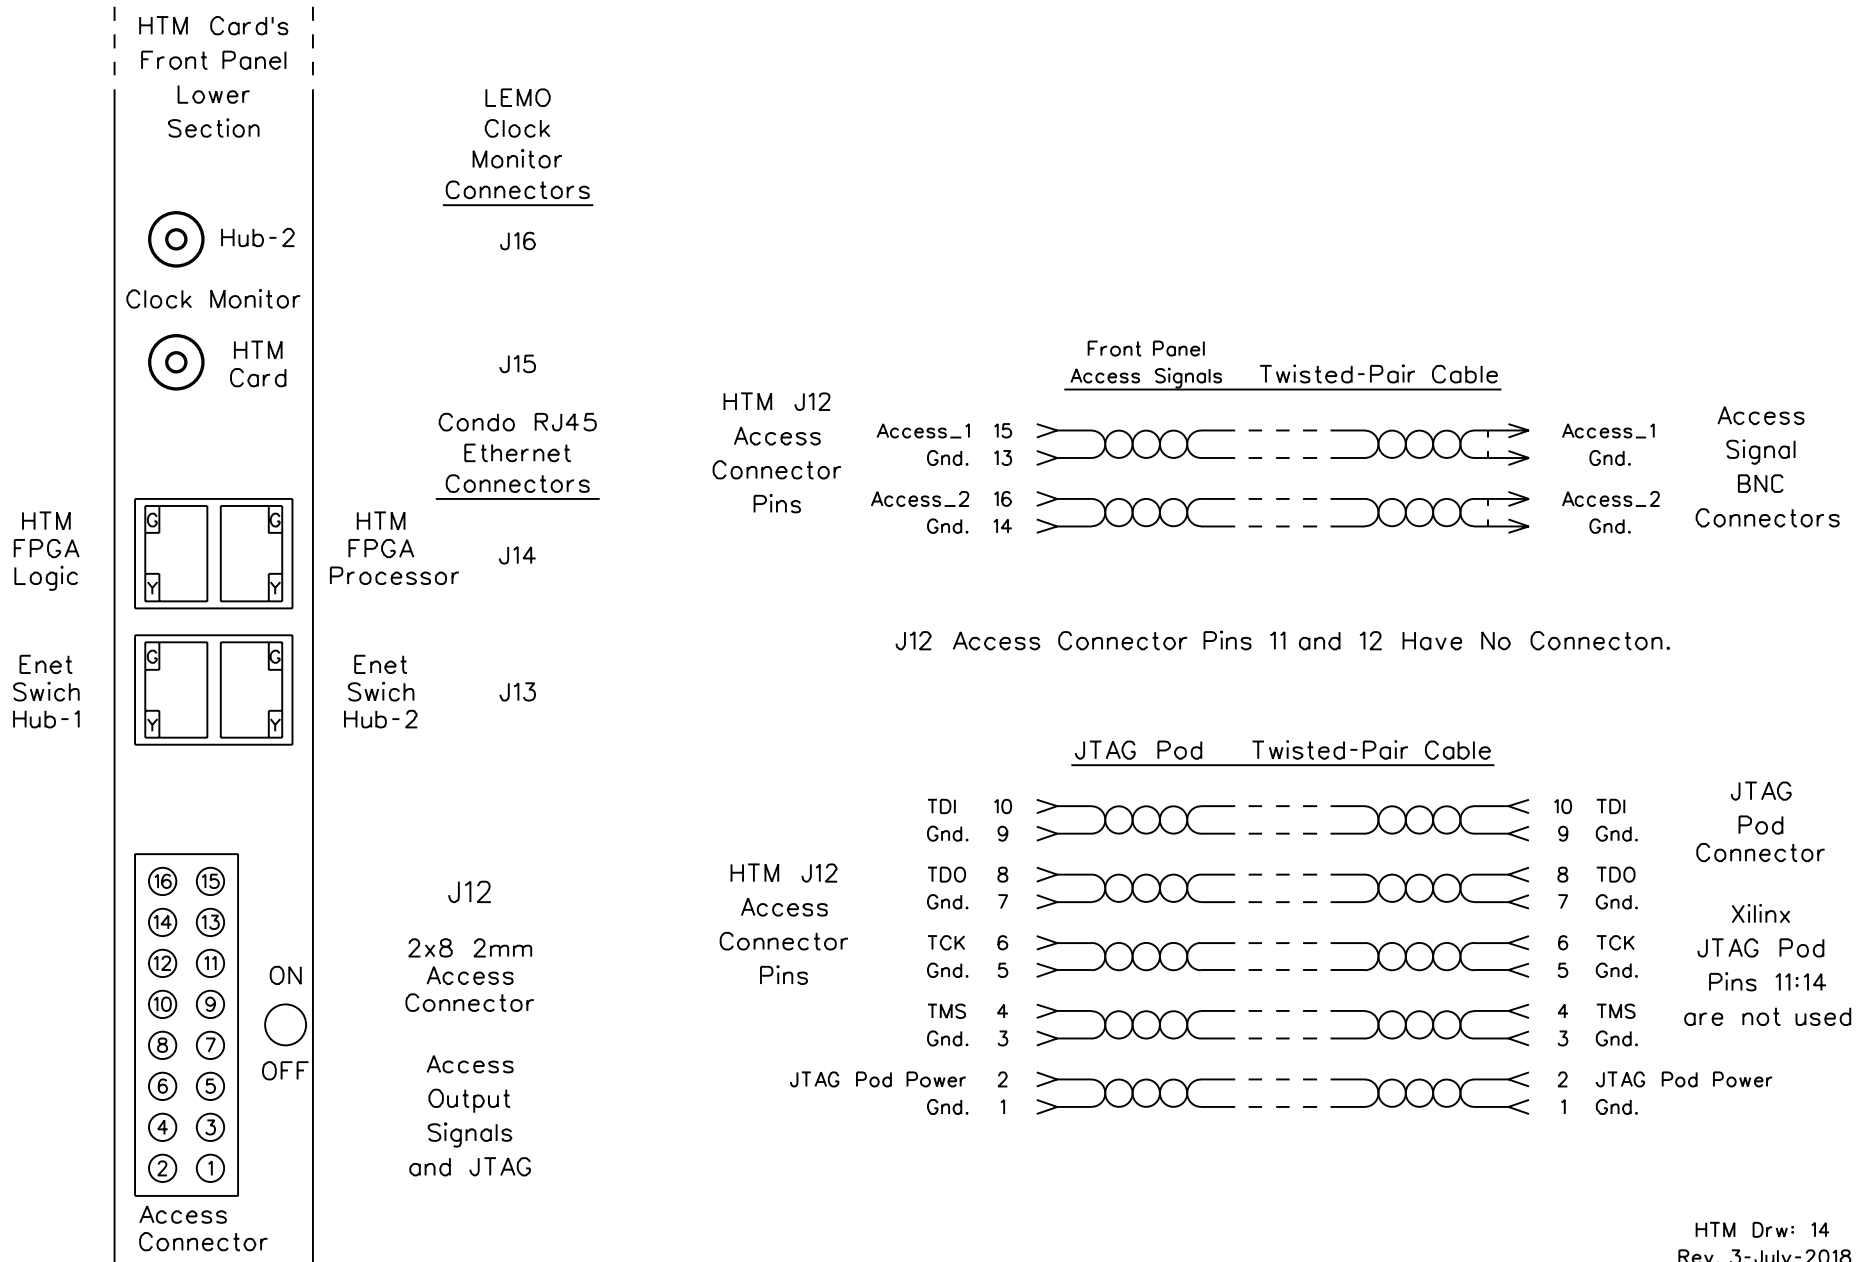 HTM Card's
Front Panel
Lower
Section
LEMO
Clock
Monitor
Connectors
Hub-2
J16
Clock Monitor
HTM
Card
J15
Condo RJ45
Ethernet
Connectors
HTM
FPGA
Logic
G G
Y Y
HTM
FPGA
Processor
J14
Enet
Swich
Hub-1
G G
Y Y
Enet
Swich
Hub-2
J13
16 15
14 13
12 11
10 9
8 7
6 5
4 3
2 1
ON
OFF
Access
Connector
J12
2x8 2mm
Access
Connector
Access
Output
Signals
and JTAG
Front Panel
Access Signals Twisted-Pair Cable
HTM J12
Access
Connector
Pins
Access_1 15
Gnd. 13
Access_2 16
Gnd. 14
Access_1
Gnd.
Access_2
Gnd.
Access
Signal
BNC
Connectors
J12 Access Connector Pins 11 and 12 Have No Connecton.
JTAG Pod Twisted-Pair Cable
HTM J12
Access
Connector
Pins
TDI 10
Gnd. 9
TDO 8
Gnd. 7
TCK 6
Gnd. 5
TMS 4
Gnd. 3
JTAG Pod Power 2
Gnd. 1
10 TDI
9 Gnd.
8 TDO
7 Gnd.
6 TCK
5 Gnd.
4 TMS
3 Gnd.
2 JTAG Pod Power
1 Gnd.
JTAG
Pod
Connector
Xilinx
JTAG Pod
Pins 11:14
are not used
HTM Drw: 14
Rev. 3-July-2018